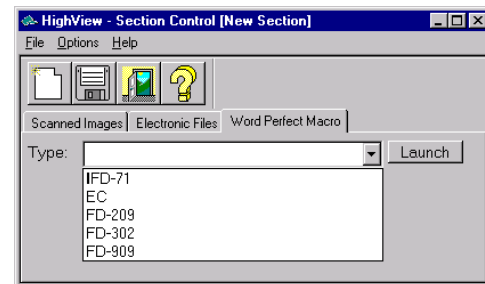 HighView - Section Control [New Section]
File Options Help
Scanned Images Electronic Files Word Perfect Macro
Type: Launch
IFD-71
EC
FD-209
FD-302
FD-909